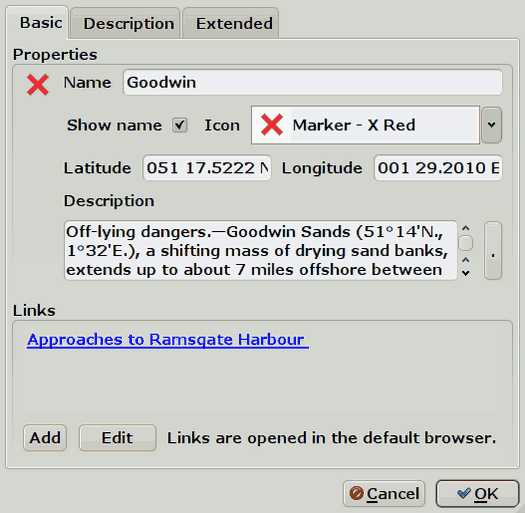 Basic Description Extended
Properties
Name Goodwin
Show name Icon Marker - X Red
Latitude 051 17.5222 N Longitude 001 29.2010 E
Description
Off-lying dangers.—Goodwin Sands (51°14'N.,
1°32'E.), a shifting mass of drying sand banks,
extends up to about 7 miles offshore between
.
Links
Approaches to Ramsgate Harbour
Add Edit Links are opened in the default browser.
Cancel OK